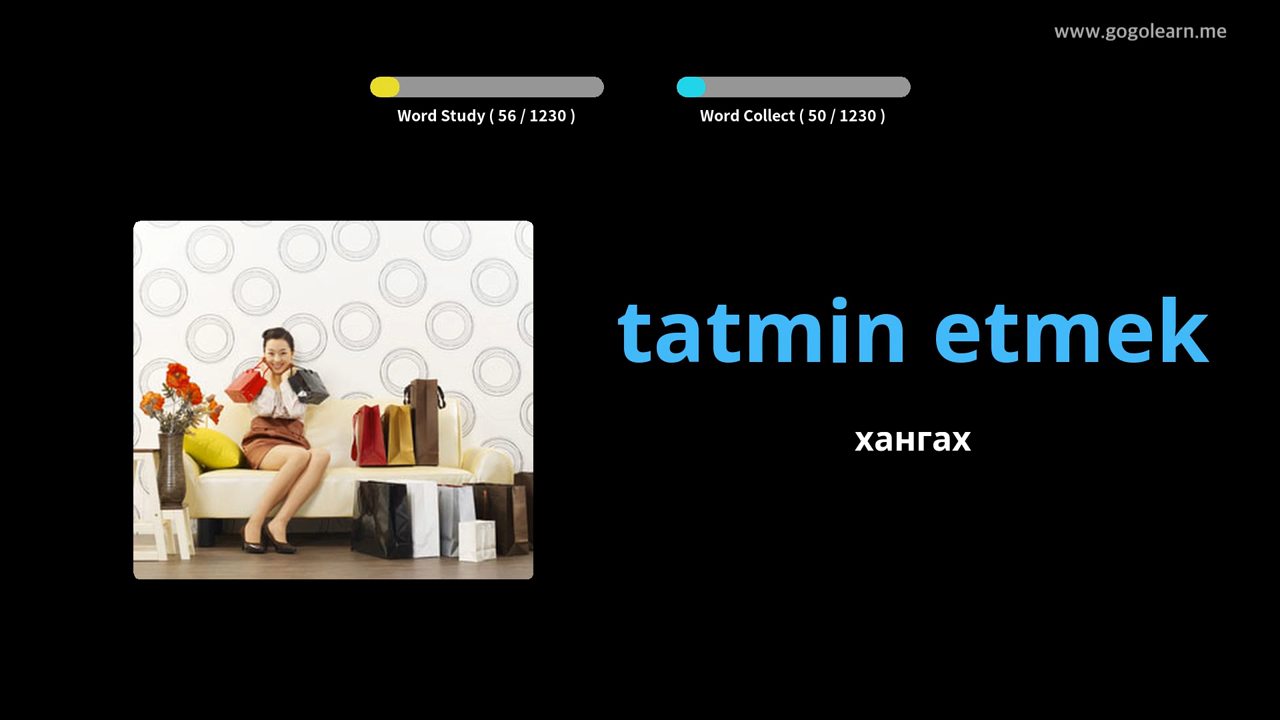 www.gogolearn.me
Word Study ( 56 / 1230 )
Word Collect ( 50 / 1230 )
tatmin etmek
хангах